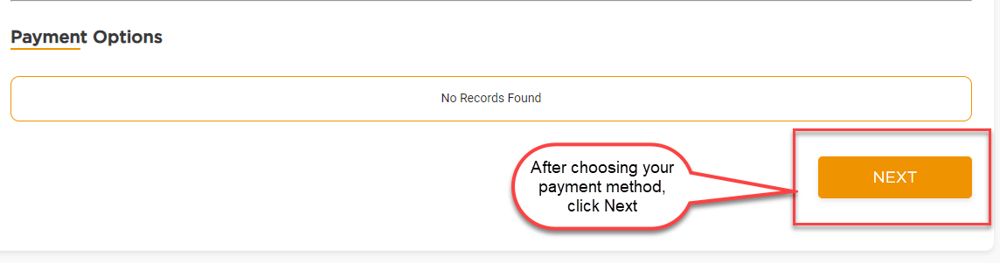 Payment Options
No Records Found
After choosing your
payment method,
click Next
NEXT